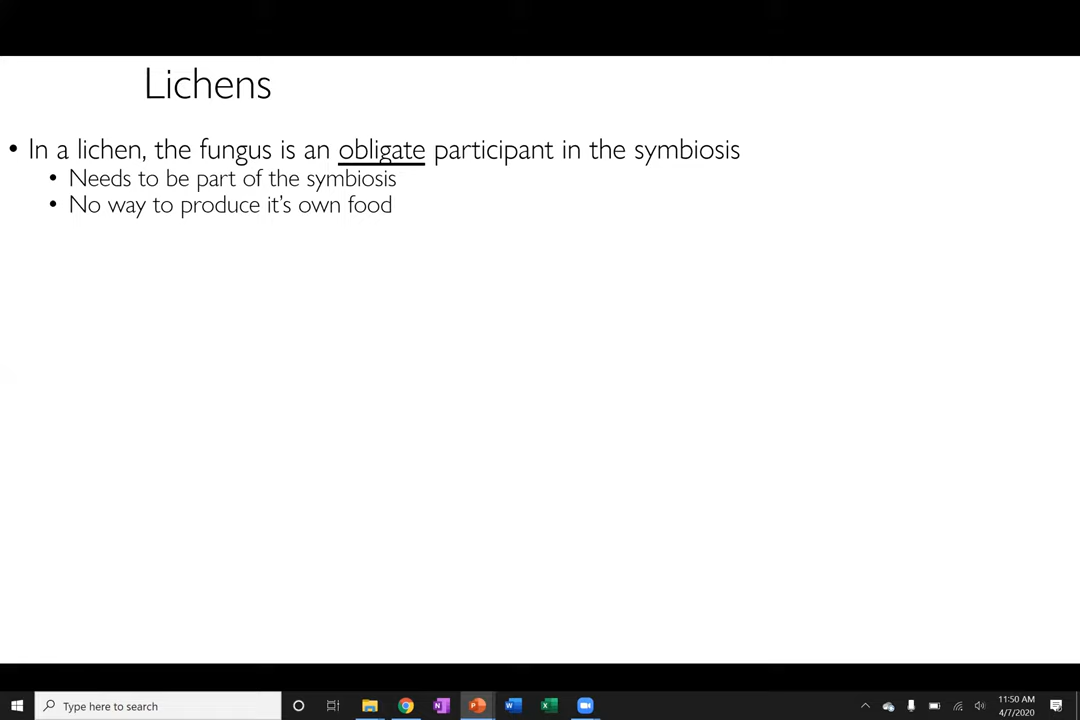 Lichens
• In a lichen, the fungus is an obligate participant in the symbiosis
• Needs to be part of the symbiosis
• No way to produce it's own food
Type here to search
11:50 AM
4/7/2020